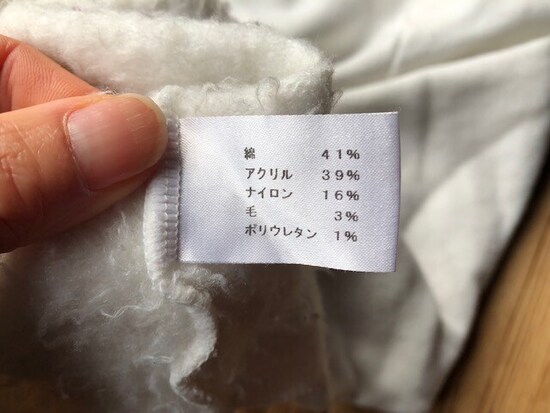 綿 41%
アクリル 39%
ナイロン 16%
毛 3%
ポリウレタン 1%